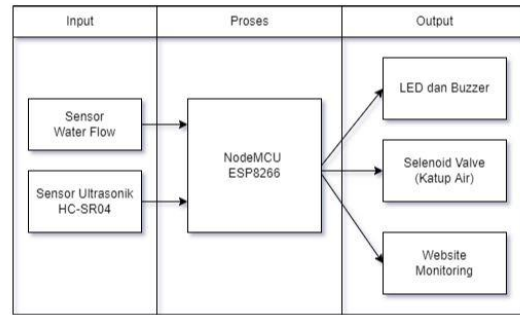 Input
Proses
Output
Sensor
Water Flow
Sensor Ultrasonik
HC-SR04
NodeMCU
ESP8266
LED dan Buzzer
Selenoid Valve
(Katup Air)
Website
Monitoring